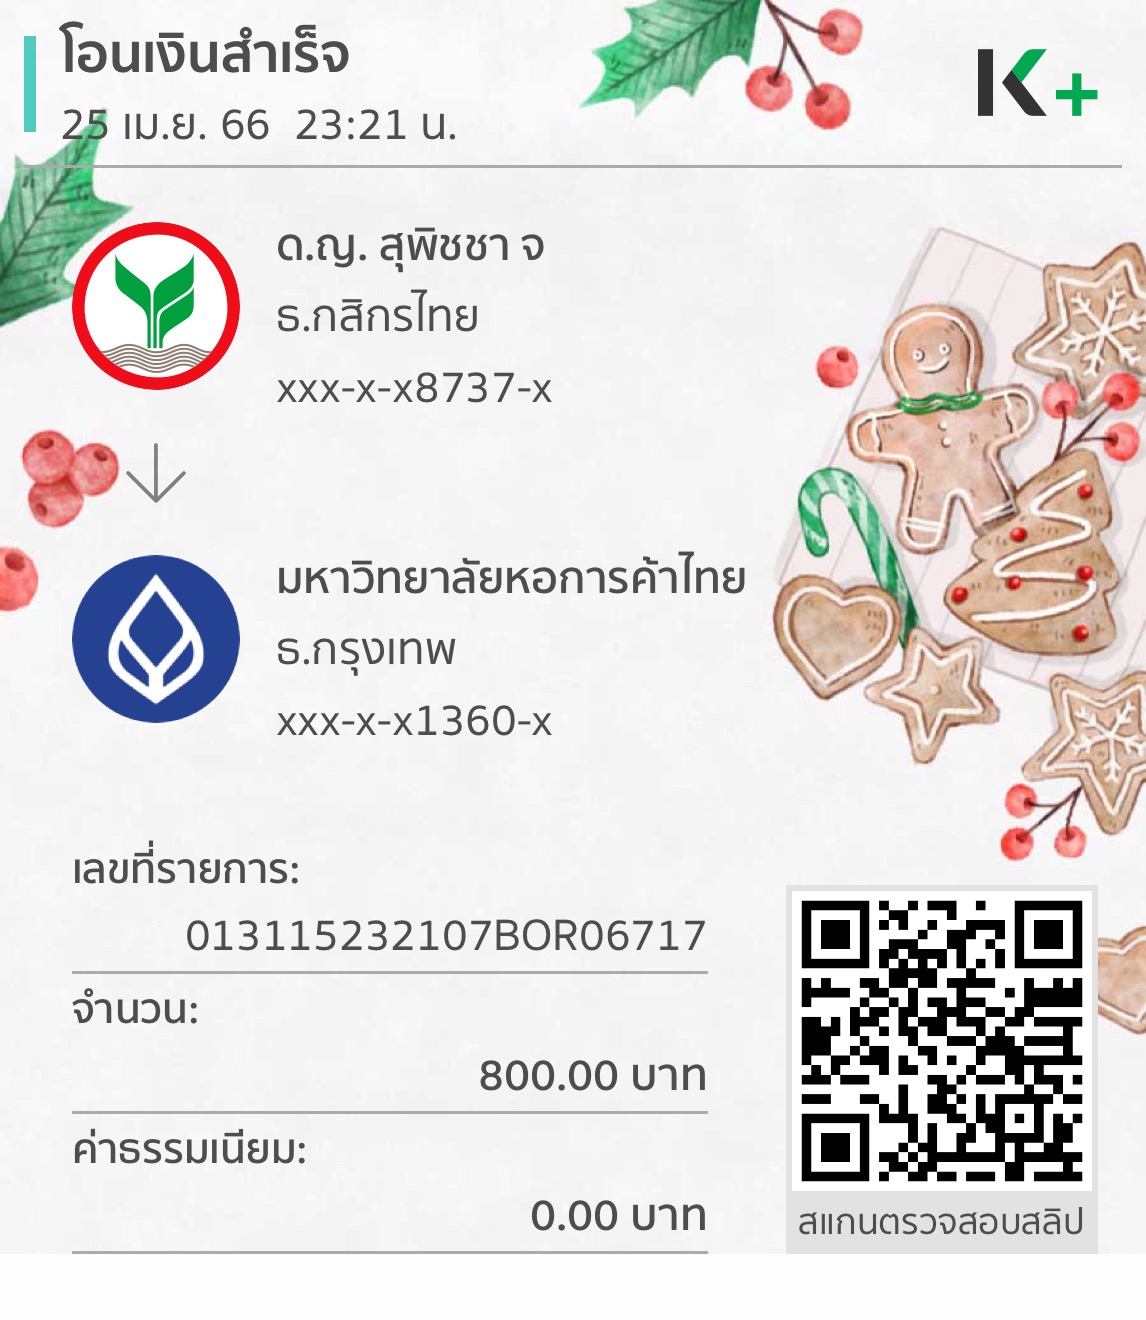 โอนเงินสำเร็จ
25 เม.ย. 66 23:21 น.
K+
ด.ญ. สุพิชชา จ
ธ.กสิกรไทย
xxx-x-x8737-x
มหาวิทยาลัยหอการค้าไทย
ธ.กรุงเทพ
xxx-x-x1360-x
เลขที่รายการ:
013115232107BOR06717
จำนวน:
800.00 บาท
ค่าธรรมเนียม:
0.00 บาท
สแกนตรวจสอบสลิป